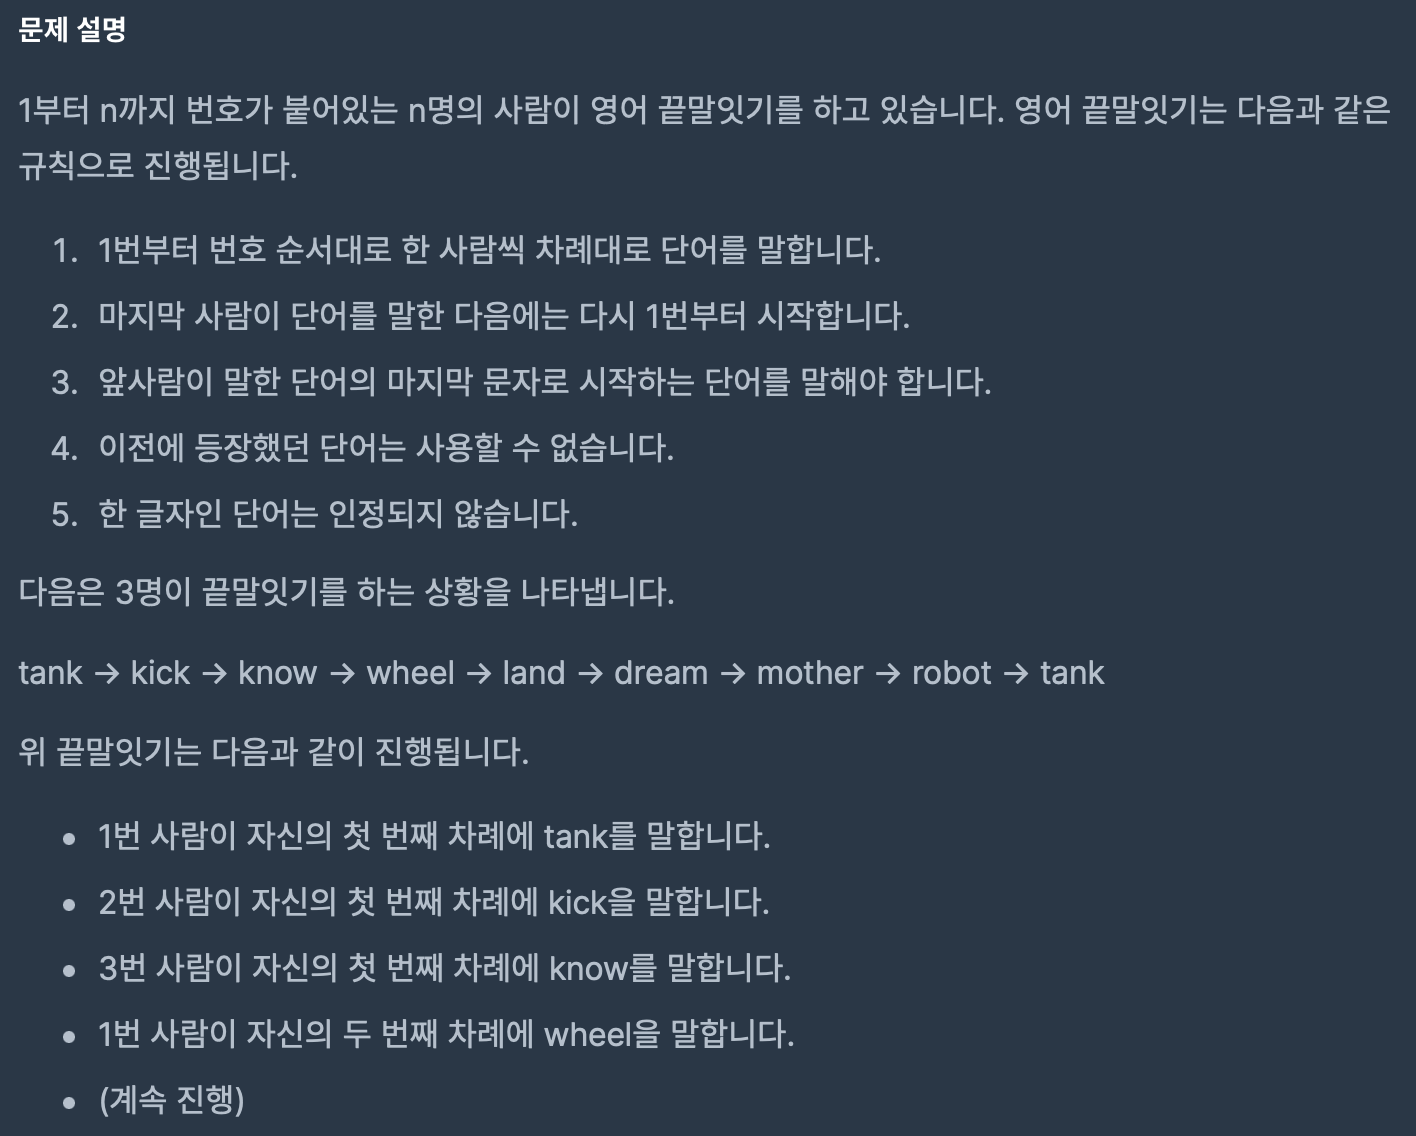 문제 설명
1부터 n까지 번호가 붙어있는 n명의 사람이 영어 끝말잇기를 하고 있습니다. 영어 끝말잇기는 다음과 같은
규칙으로 진행됩니다.
1. 1번부터 번호 순서대로 한 사람씩 차례대로 단어를 말합니다.
2. 마지막 사람이 단어를 말한 다음에는 다시 1번부터 시작합니다.
3. 앞사람이 말한 단어의 마지막 문자로 시작하는 단어를 말해야 합니다.
4. 이전에 등장했던 단어는 사용할 수 없습니다.
5. 한 글자인 단어는 인정되지 않습니다.
다음은 3명이 끝말잇기를 하는 상황을 나타냅니다.
tank → kick → know → wheel → land → dream → mother → robot → tank
위 끝말잇기는 다음과 같이 진행됩니다.
• 1번 사람이 자신의 첫 번째 차례에 tank를 말합니다.
• 2번 사람이 자신의 첫 번째 차례에 kick을 말합니다.
• 3번 사람이 자신의 첫 번째 차례에 know를 말합니다.
• 1번 사람이 자신의 두 번째 차례에 wheel을 말합니다.
• (계속 진행)